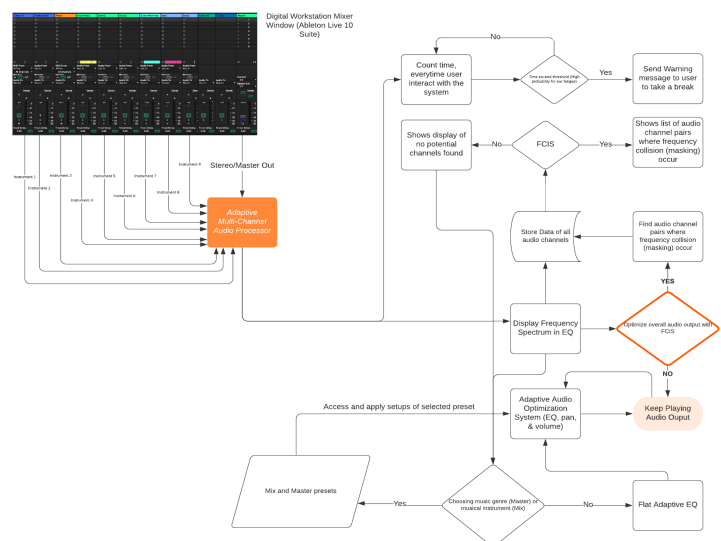 Digital Workstation Mixer
Window (Ableton Live 10
Suite)
No
Count time,
everytime user
interact with the
system
Time exceed threshold (High
probability for ear fatigue)
Yes
Send Warning
message to user
to take a break
Shows display of
no potential
channels found
No
FCIS
Yes
Shows list of audio
channel pairs
where frequency
collision (masking)
occur
Instrument 1
Instrument 2
Instrument 3
Instrument 4
Instrument 5
Instrument 6
Instrument 7
Instrument 8
Instrument 9
Stereo/Master Out
Adaptive
Multi-Channel
Audio Processor
Store Data of all
audio channels
Find audio channel
pairs where
frequency collision
(masking) occur
YES
Display Frequency
Spectrum in EQ
Optimize overall audio output with
FCIS
NO
Access and apply setups of selected preset
Adaptive Audio
Optimization
System (EQ, pan,
& volume)
Keep Playing
Audio Ouput
Mix and Master presets
Yes
Choosing music genre (Master) or
musical instrument (Mix)
No
Flat Adaptive EQ